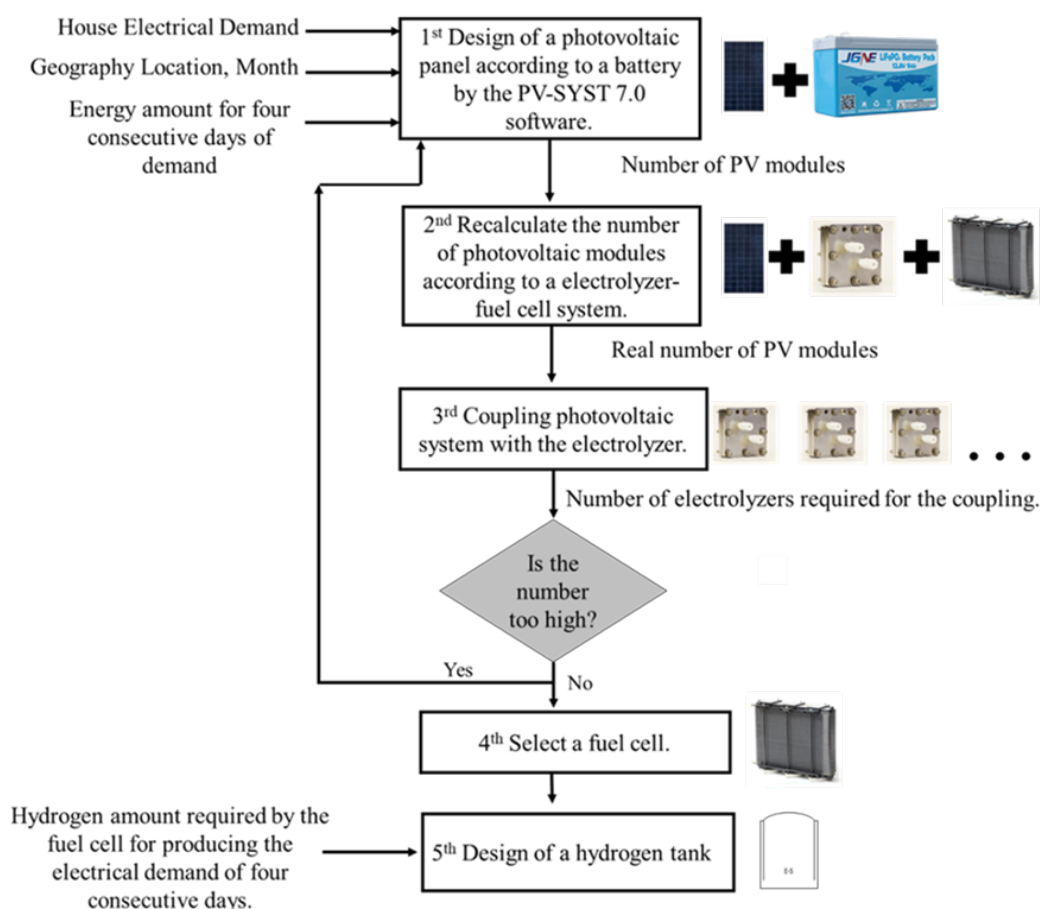 House Electrical Demand
Geography Location, Month
Energy amount for four
consecutive days of
demand
1st Design of a photovoltaic
panel according to a battery
by the PV-SYST 7.0
software.
JGNE LiFePO4 Battery Pack
Number of PV modules
2nd Recalculate the number
of photovoltaic modules
according to a electrolyzer-
fuel cell system.
Real number of PV modules
3rd Coupling photovoltaic
system with the electrolyzer.
Number of electrolyzers required for the coupling.
Is the
number
too high?
Yes
No
4th Select a fuel cell.
Hydrogen amount required by the
fuel cell for producing the
electrical demand of four
consecutive days.
5th Design of a hydrogen tank